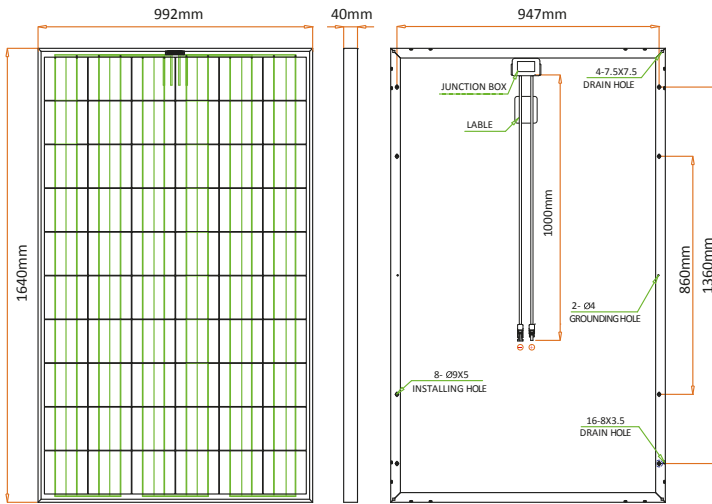 992mm
40mm
947mm
4-7.5X7.5
DRAIN HOLE
JUNCTION BOX
LABLE
1640mm
1000mm
860mm
1360mm
2- Ø4
GROUNDING HOLE
8- Ø9X5
INSTALLING HOLE
16-8X3.5
DRAIN HOLE